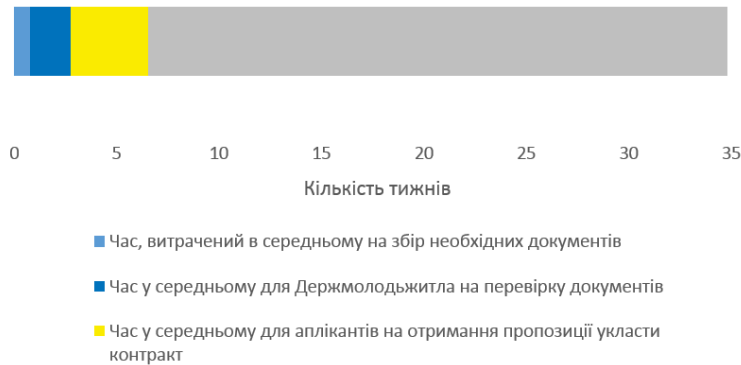 0 5 10 15 20 25 30 35
Кількість тижнів
Час, витрачений в середньому на збір необхідних документів
Час у середньому для Держмолодьжитла на перевірку документів
Час у середньому для аплікантів на отримання пропозиції укласти
контракт